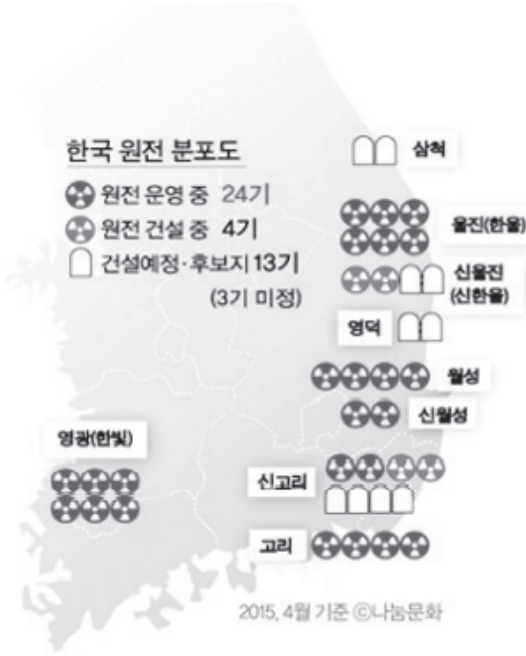 한국 원전 분포도
원전 운영 중 24기
원전 건설 중 4기
건설예정·후보지 13기
(3기 미정)
삼척
울진(한울)
신울진
(신한울)
영덕
월성
신월성
영광(한빛)
신고리
고리
2015, 4월 기준 ⓒ나눔문화